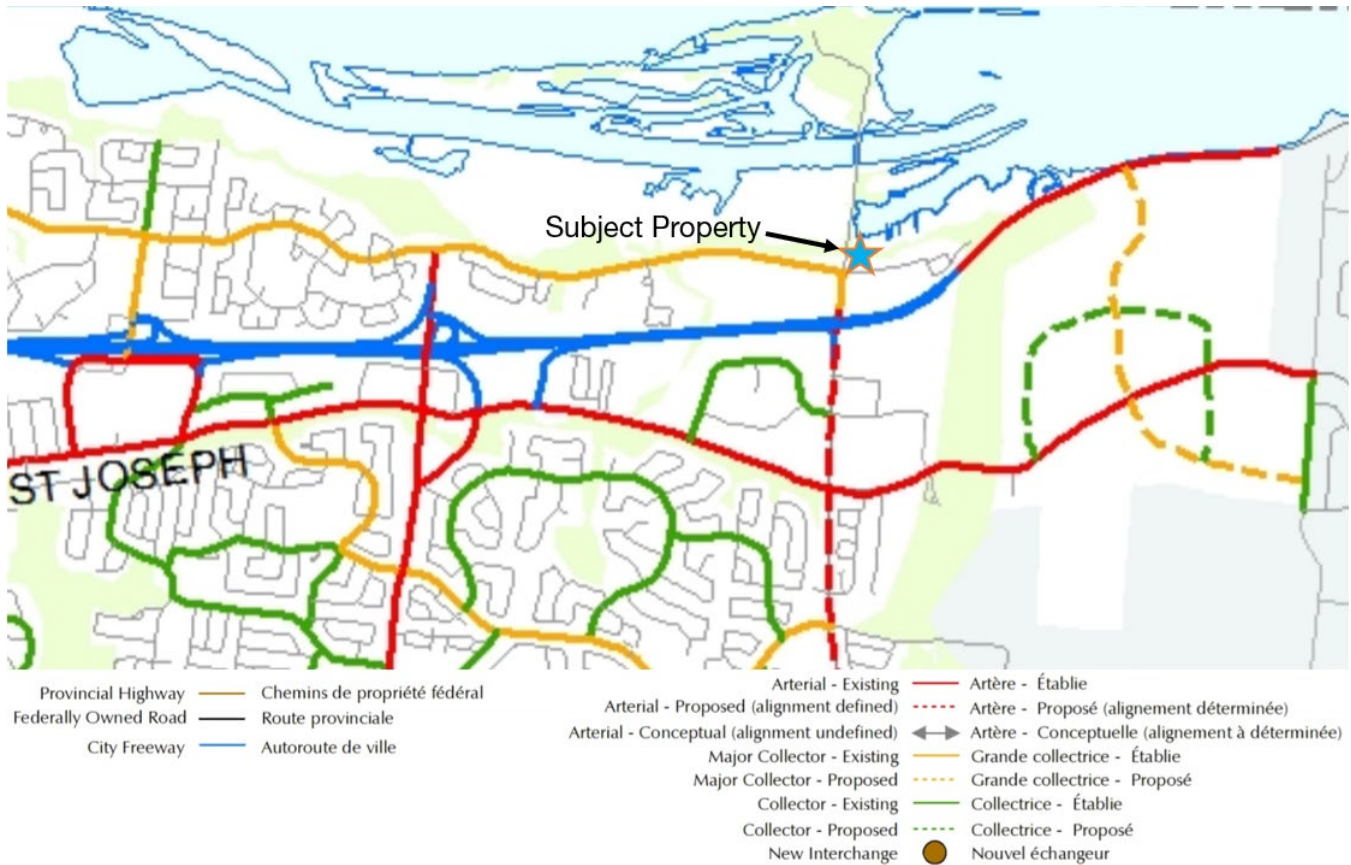 Subject Property
ST JOSEPH
Provincial Highway Chemins de propriété fédéral
Federally Owned Road Route provinciale
City Freeway Autoroute de ville
Arterial - Existing Artère - Établie
Arterial - Proposed (alignment defined) Artère - Proposé (alignement déterminée)
Arterial - Conceptual (alignment undefined) Artère - Conceptuelle (alignement à déterminée)
Major Collector - Existing Grande collectrice - Établie
Major Collector - Proposed Grande collectrice - Proposé
Collector - Existing Collectrice - Établie
Collector - Proposed Collectrice - Proposé
New Interchange Nouvel échangeur